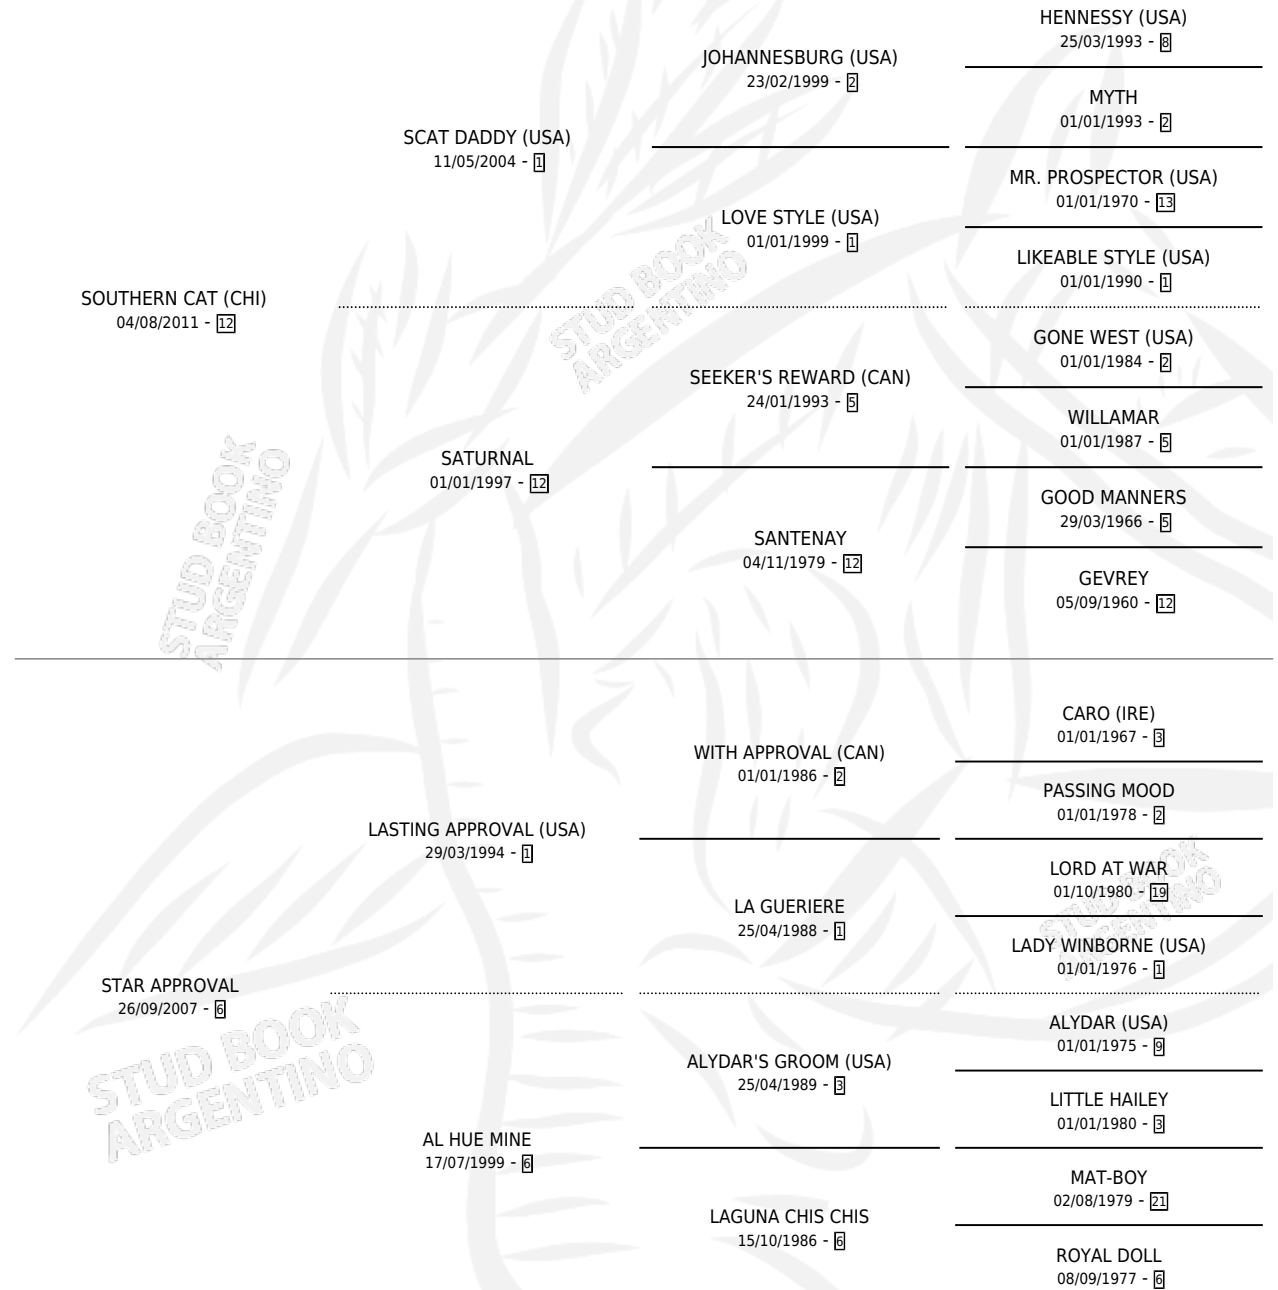 HENNESSY (USA)
25/03/1993 - 8
JOHANNESBURG (USA)
23/02/1999 - 2
MYTH
01/01/1993 - 2
SCAT DADDY (USA)
11/05/2004 - 1
MR. PROSPECTOR (USA)
01/01/1970 - 13
LOVE STYLE (USA)
01/01/1999 - 1
LIKEABLE STYLE (USA)
01/01/1990 - 1
SOUTHERN CAT (CHI)
04/08/2011 - 12
STUD BOOK
ARGENTINO
GONE WEST (USA)
01/01/1984 - 2
SEEKER'S REWARD (CAN)
24/01/1993 - 5
WILLAMAR
01/01/1987 - 5
SATURNAL
01/01/1997 - 12
GOOD MANNERS
29/03/1966 - 5
SANTENAY
04/11/1979 - 12
GEVREY
05/09/1960 - 12
STUD BOOK
ARGENTINO
CARO (IRE)
01/01/1967 - 3
WITH APPROVAL (CAN)
01/01/1986 - 2
PASSING MOOD
01/01/1978 - 2
LASTING APPROVAL (USA)
29/03/1994 - 1
LORD AT WAR
01/10/1980 - 19
LA GUERIERE
25/04/1988 - 1
LADY WINBORNE (USA)
01/01/1976 - 1
STUD BOOK
ARGENTINO
STAR APPROVAL
26/09/2007 - 6
ALYDAR (USA)
01/01/1975 - 9
ALYDAR'S GROOM (USA)
25/04/1989 - 3
LITTLE HAILEY
01/01/1980 - 3
STUD BOOK
ARGENTINO
AL HUE MINE
17/07/1999 - 6
MAT-BOY
02/08/1979 - 21
LAGUNA CHIS CHIS
15/10/1986 - 6
ROYAL DOLL
08/09/1977 - 6